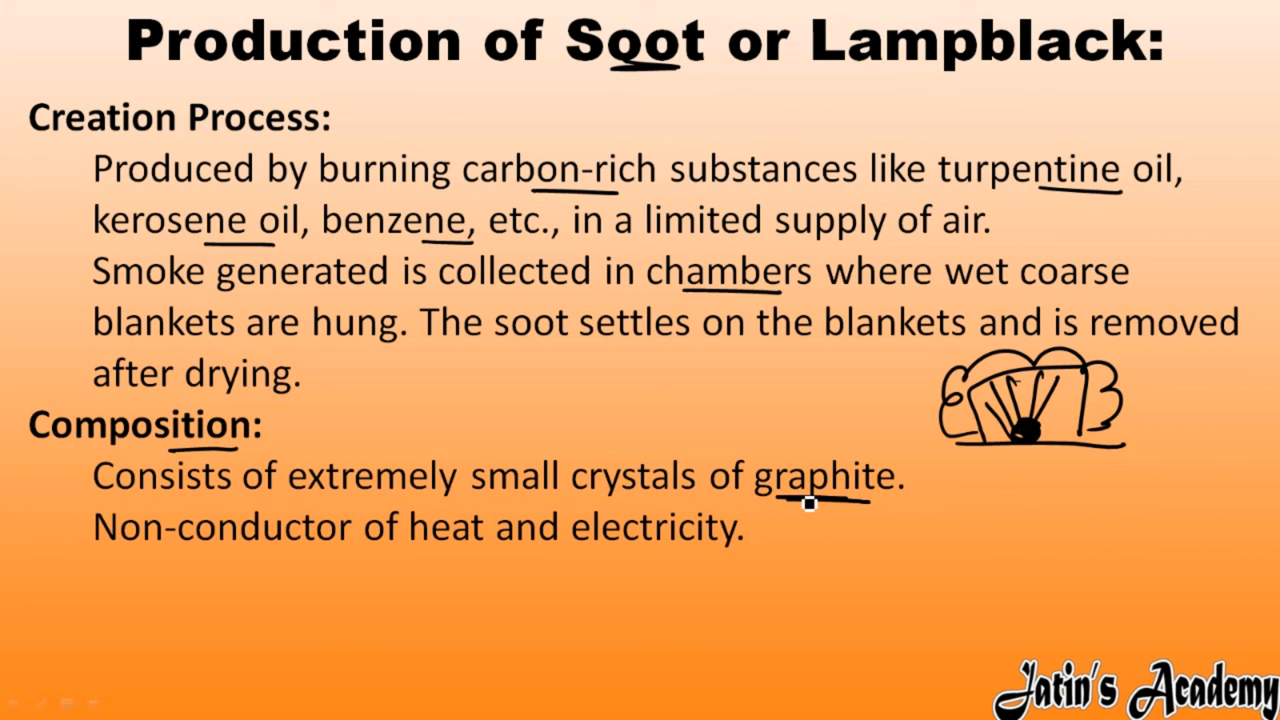 Production of Soot or Lampblack:
Creation Process:
Produced by burning carbon-rich substances like turpentine oil,
kerosene oil, benzene, etc., in a limited supply of air.
Smoke generated is collected in chambers where wet coarse
blankets are hung. The soot settles on the blankets and is removed
after drying.
Composition:
Consists of extremely small crystals of graphite.
Non-conductor of heat and electricity.
Jatin's Academy